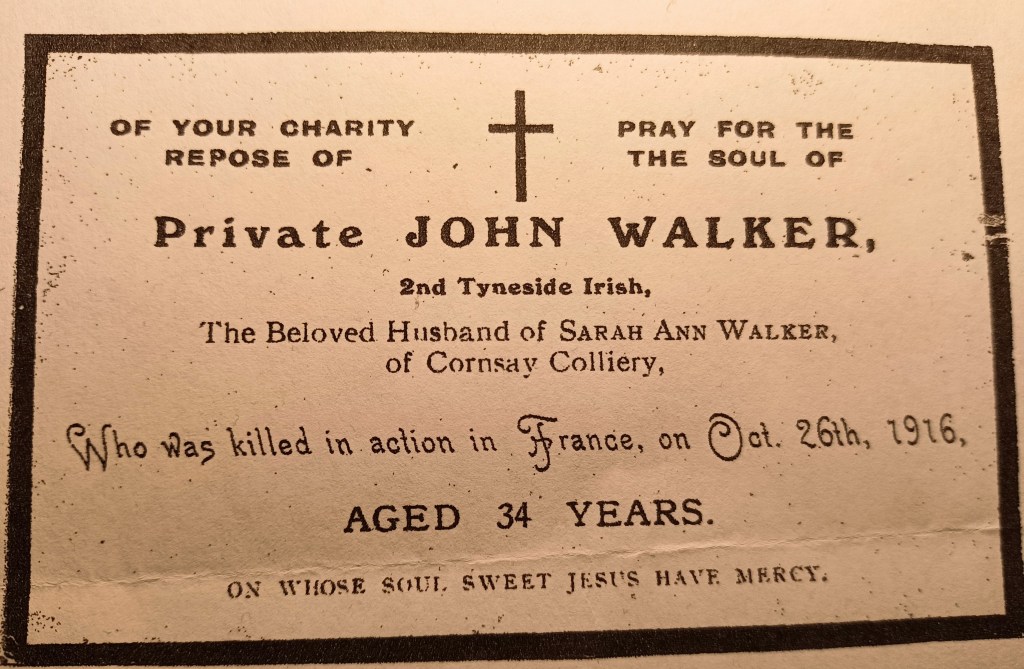 OF YOUR CHARITY PRAY FOR THE
REPOSE OF THE SOUL OF
Private JOHN WALKER,
2nd Tyneside Irish,
The Beloved Husband of SARAH ANN WALKER,
of Cornsay Colliery,
Who was killed in action in France, on Oct. 26th, 1916,
AGED 34 YEARS.
ON WHOSE SOUL SWEET JESUS HAVE MERCY.